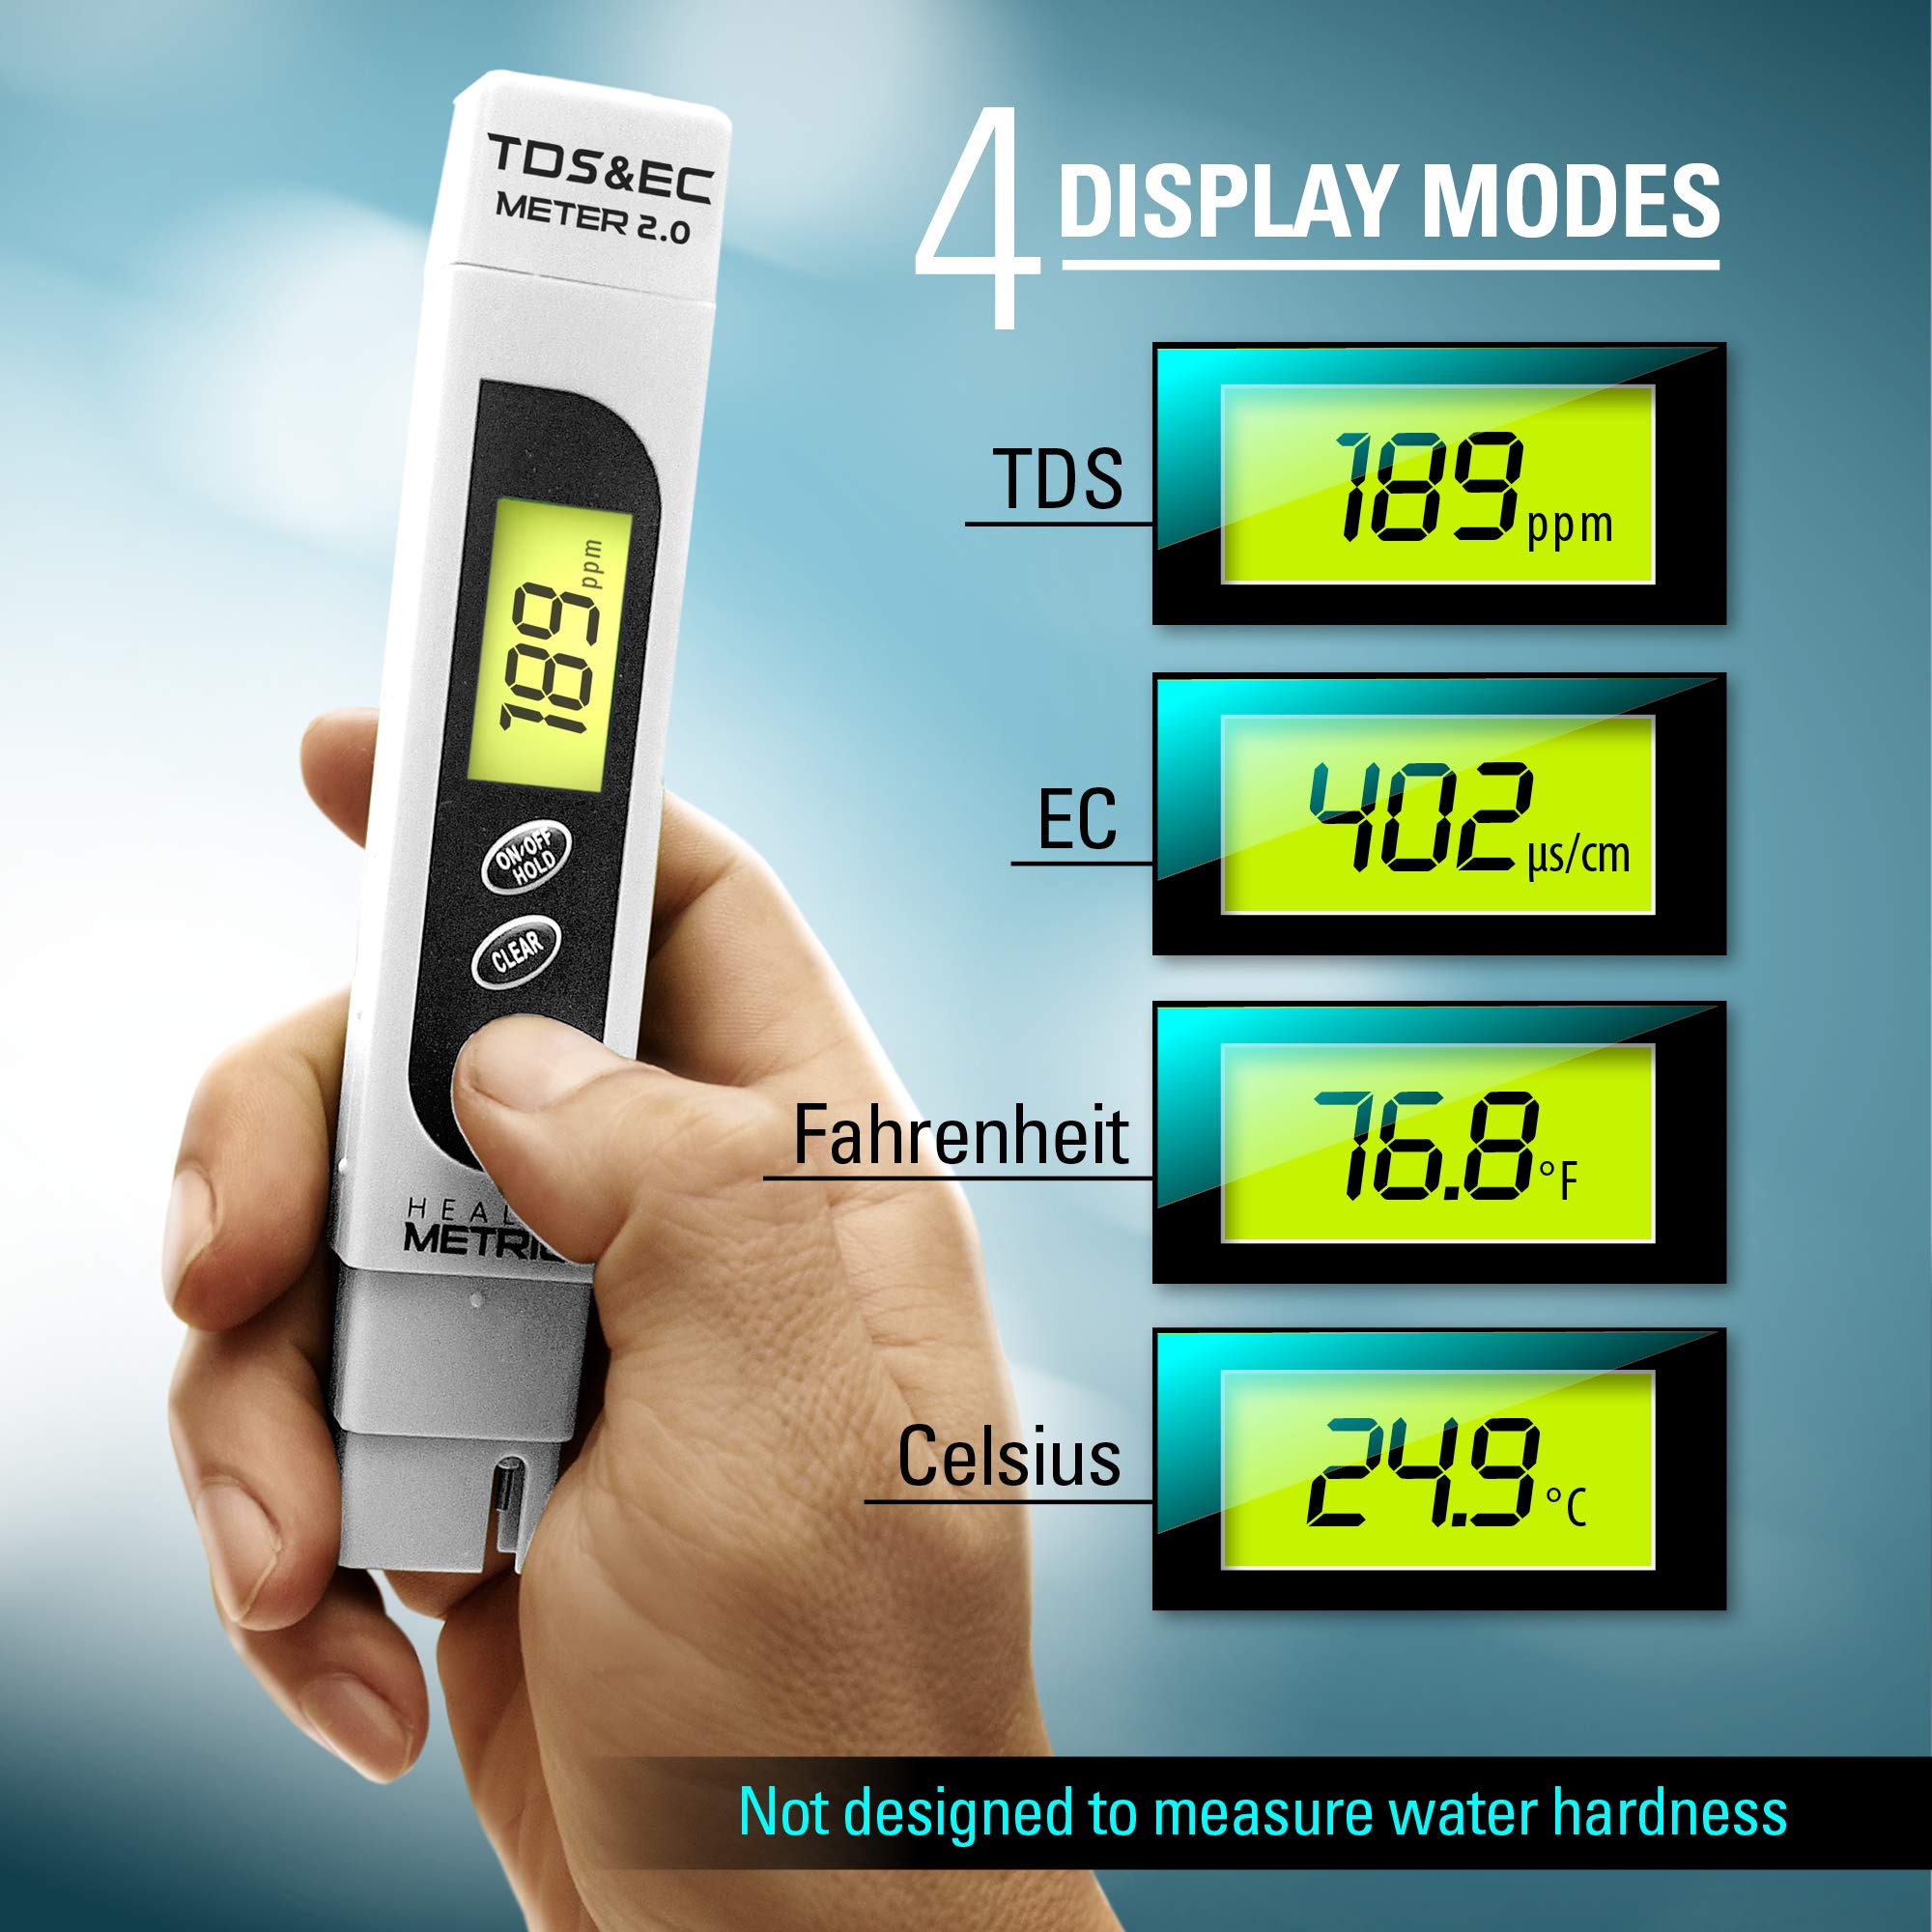 TDS&EC
METER 2.0
189 ppm
ON/OFF
HOLD
CLEAR
4 DISPLAY MODES
TDS
189 ppm
EC
402 µs/cm
Fahrenheit
76.8 °F
Celsius
24.9 °C
Not designed to measure water hardness